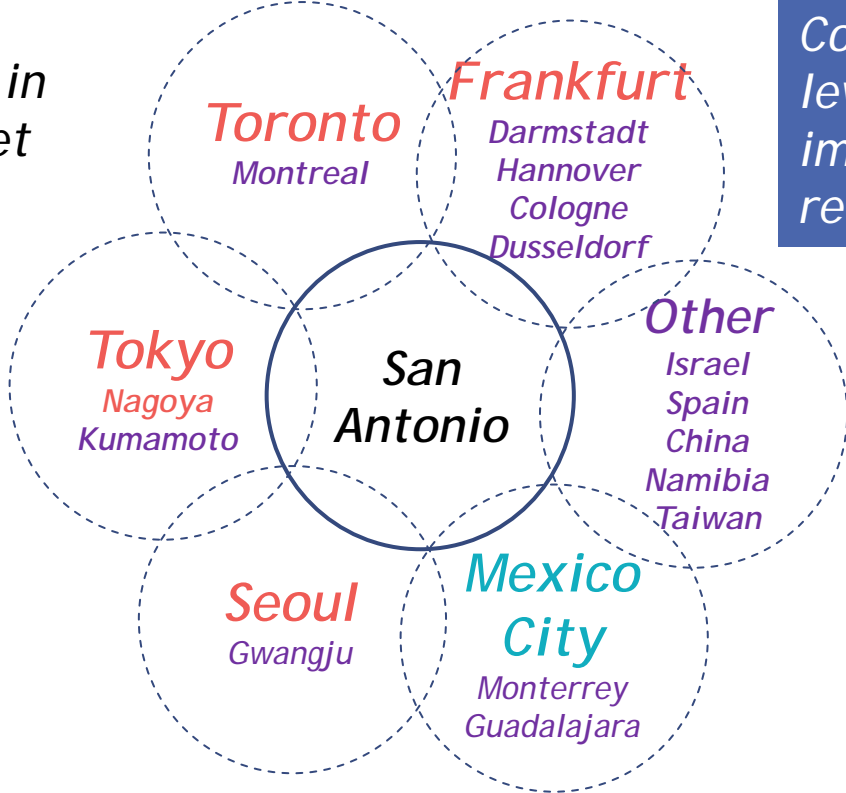 in
et
Toronto
Montreal
Frankfurt
Darmstadt
Hannover
Cologne
Dusseldorf
Co
lev
im
re
Tokyo
Nagoya
Kumamoto
San
Antonio
Other
Israel
Spain
China
Namibia
Taiwan
Seoul
Gwangju
Mexico
City
Monterrey
Guadalajara